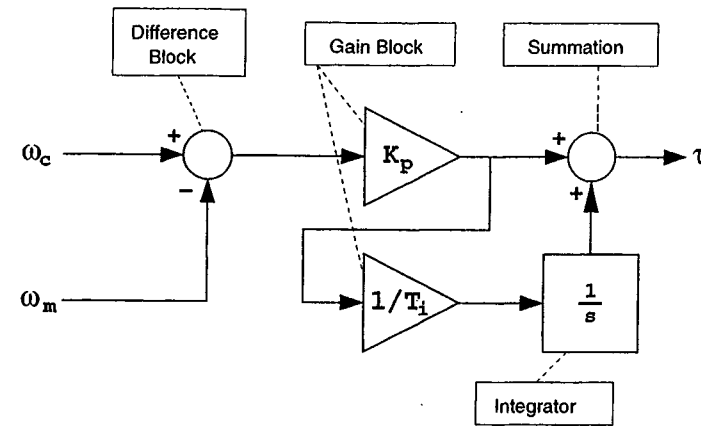 Difference
Block
Gain Block
Summation
+
+
ω_c
K_p
τ
-
+
ω_m
1/T_i
1
s
Integrator